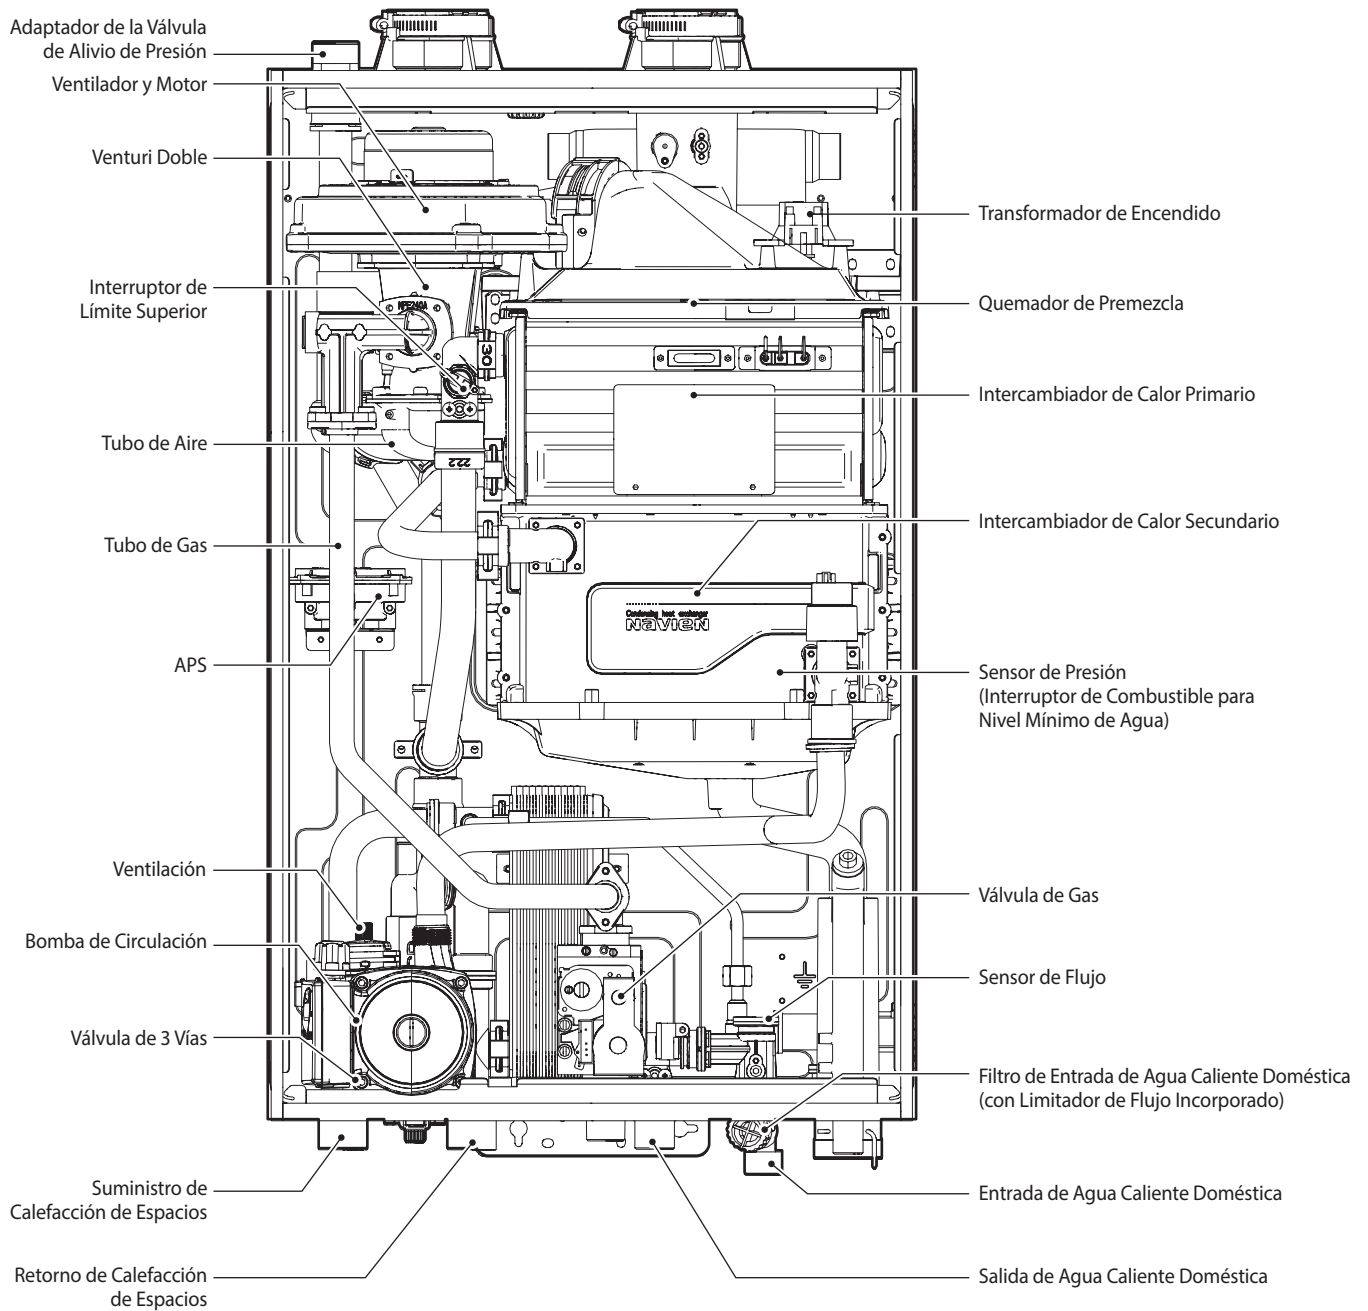 Adaptador de la Válvula
de Alivio de Presión
Ventilador y Motor
Venturi Doble
Interruptor de
Límite Superior
Tubo de Aire
Tubo de Gas
APS
Ventilación
Bomba de Circulación
Válvula de 3 Vías
Suministro de
Calefacción de Espacios
Retorno de Calefacción
de Espacios
30
222
Condensing heat exchanger
NAVIEN
Transformador de Encendido
Quemador de Premezcla
Intercambiador de Calor Primario
Intercambiador de Calor Secundario
Sensor de Presión
(Interruptor de Combustible para
Nivel Mínimo de Agua)
Válvula de Gas
Sensor de Flujo
Filtro de Entrada de Agua Caliente Doméstica
(con Limitador de Flujo Incorporado)
Entrada de Agua Caliente Doméstica
Salida de Agua Caliente Doméstica